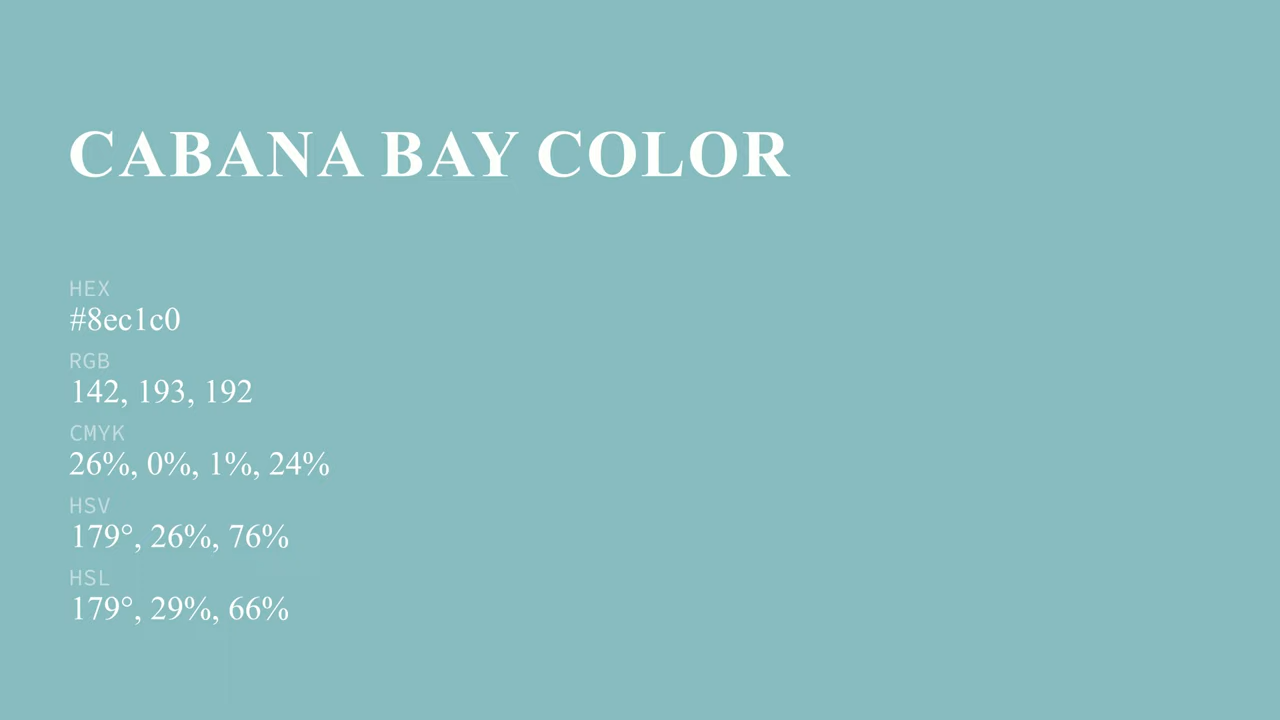 CABANA BAY COLOR
HEX
#8ec1c0
RGB
142, 193, 192
CMYK
26%, 0%, 1%, 24%
HSV
179°, 26%, 76%
HSL
179°, 29%, 66%